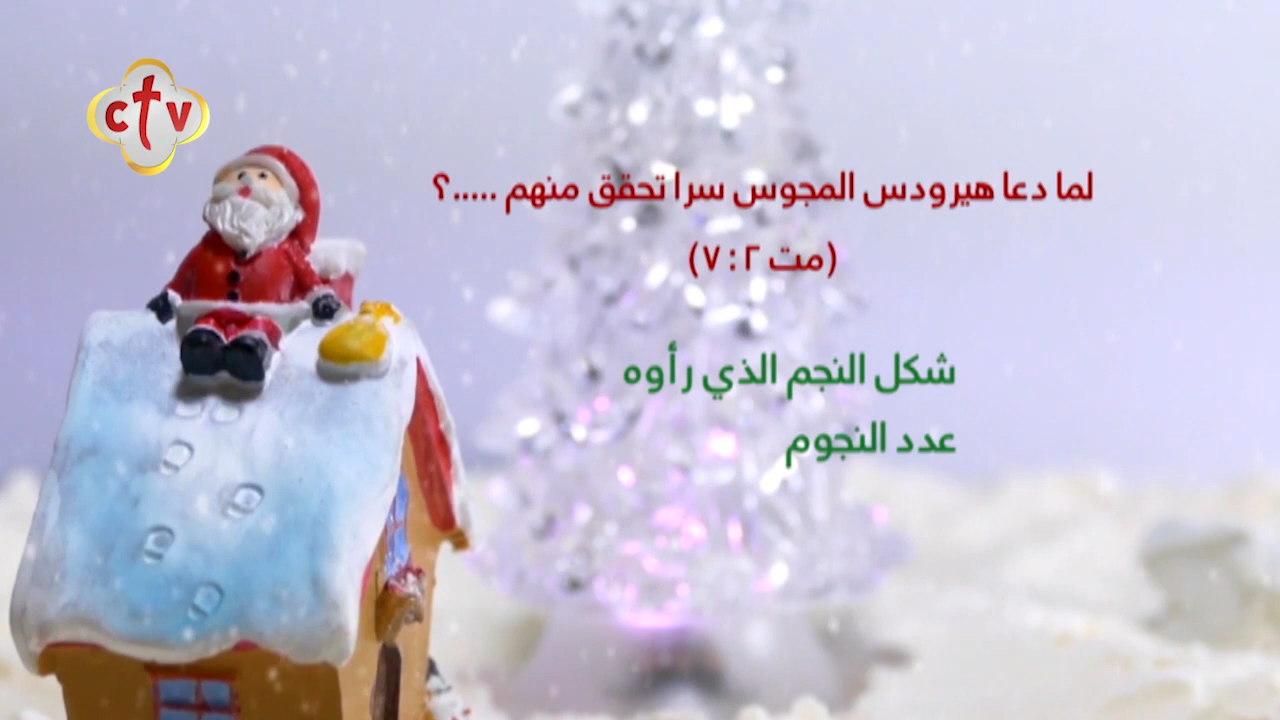 ctv
لما دعا هيرودس المجوس سرا تحقق منهم .....؟
(مت ٢ : ٧)
شكل النجم الذي رأوه
عدد النجوم